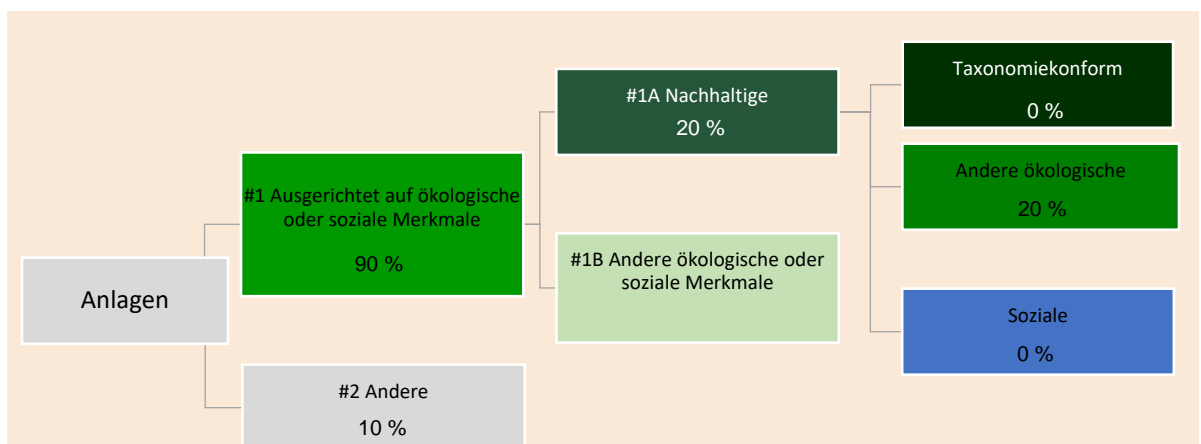 Anlagen
#1 Ausgerichtet auf ökologische
oder soziale Merkmale
90 %
#2 Andere
10 %
#1A Nachhaltige
20 %
#1B Andere ökologische oder
soziale Merkmale
Taxonomiekonform
0 %
Andere ökologische
20 %
Soziale
0 %